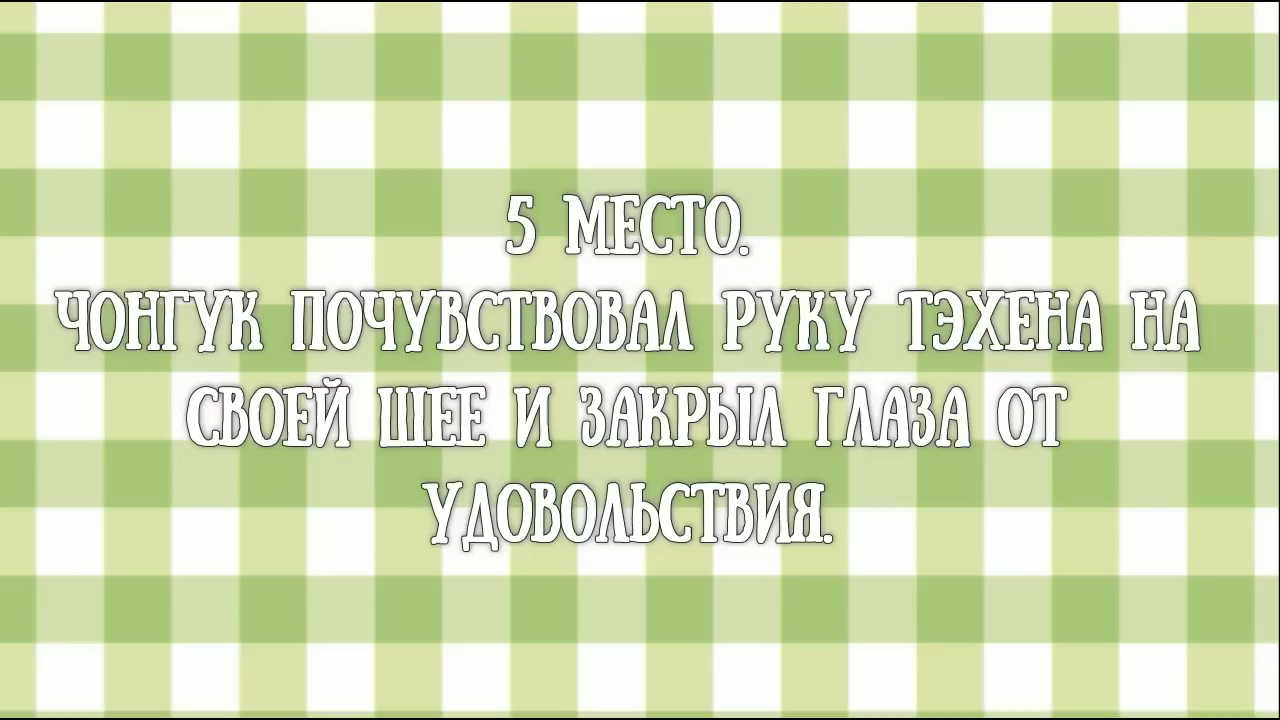 5 МЕСТО.
ЧОНГУК ПОЧУВСТВОВАЛ РУКУ ТЭХЕНА НА
СВОЕЙ ШЕЕ И ЗАКРЫЛ ГЛАЗА ОТ
УДОВОЛЬСТВИЯ.